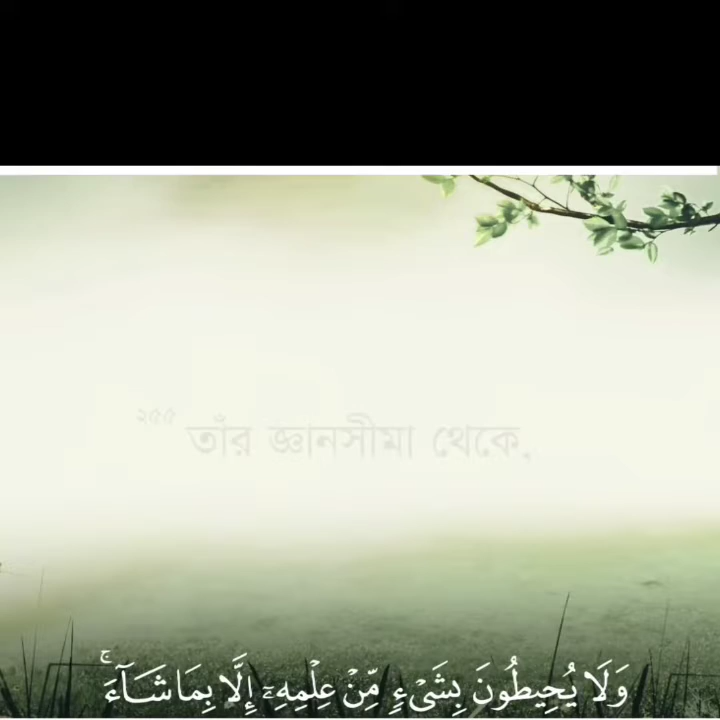 ২৫৫ তাঁর জ্ঞানসীমা থেকে,
وَلَا يُحِيطُونَ بِشَىْءٍ مِّنْ عِلْمِهِۦٓ إِلَّا بِمَا شَآءَ ۚ